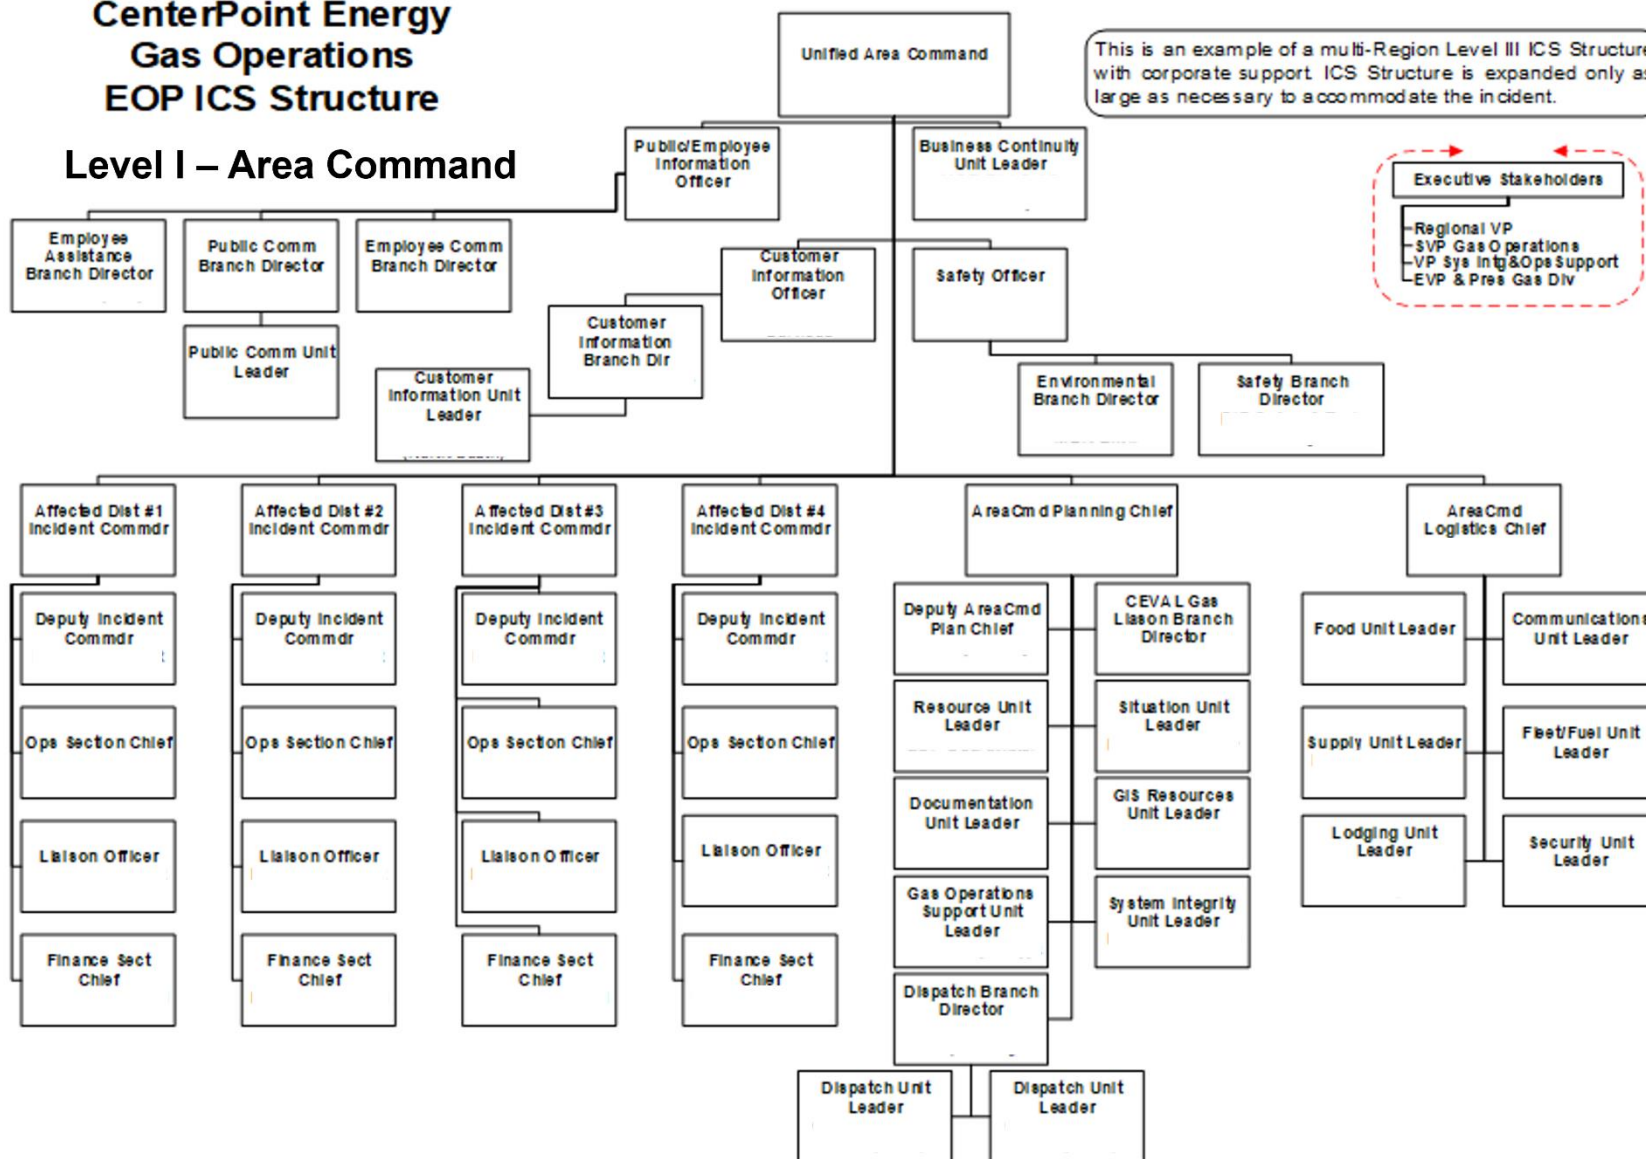 CenterPoint Energy
Gas Operations
EOP ICS Structure
Level I – Area Command
Unified Area Command
This is an example of a multi-Region Level III ICS Structure
with corporate support. ICS Structure is expanded only as
large as necessary to accommodate the incident.
Public/Employee
Information
Officer
Business Continuity
Unit Leader
Executive Stakeholders
Regional VP
SVP Gas Operations
VP Sys Intg&Ops Support
EVP & Pres Gas Div
Employee
Assistance
Branch Director
Public Comm
Branch Director
Employee Comm
Branch Director
Customer
Information
Officer
Safety Officer
Public Comm Unit
Leader
Customer
Information
Branch Dir
Customer
Information Unit
Leader
Environmental
Branch Director
Safety Branch
Director
Affected Dist #1
Incident Commdr
Affected Dist #2
Incident Commdr
Affected Dist #3
Incident Commdr
Affected Dist #4
Incident Commdr
AreaCmd Planning Chief
AreaCmd
Logistics Chief
Deputy Incident
Commdr
Deputy Incident
Commdr
Deputy Incident
Commdr
Deputy Incident
Commdr
Deputy AreaCmd
Plan Chief
CEVAL Gas
Liason Branch
Director
Food Unit Leader
Communications
Unit Leader
Ops Section Chief
Ops Section Chief
Ops Section Chief
Ops Section Chief
Resource Unit
Leader
Situation Unit
Leader
Supply Unit Leader
Fleet/Fuel Unit
Leader
Liaison Officer
Liaison Officer
Liaison Officer
Liaison Officer
Documentation
Unit Leader
GIS Resources
Unit Leader
Lodging Unit
Leader
Security Unit
Leader
Gas Operations
Support Unit
Leader
System Integrity
Unit Leader
Finance Sect
Chief
Finance Sect
Chief
Finance Sect
Chief
Finance Sect
Chief
Dispatch Branch
Director
Dispatch Unit
Leader
Dispatch Unit
Leader